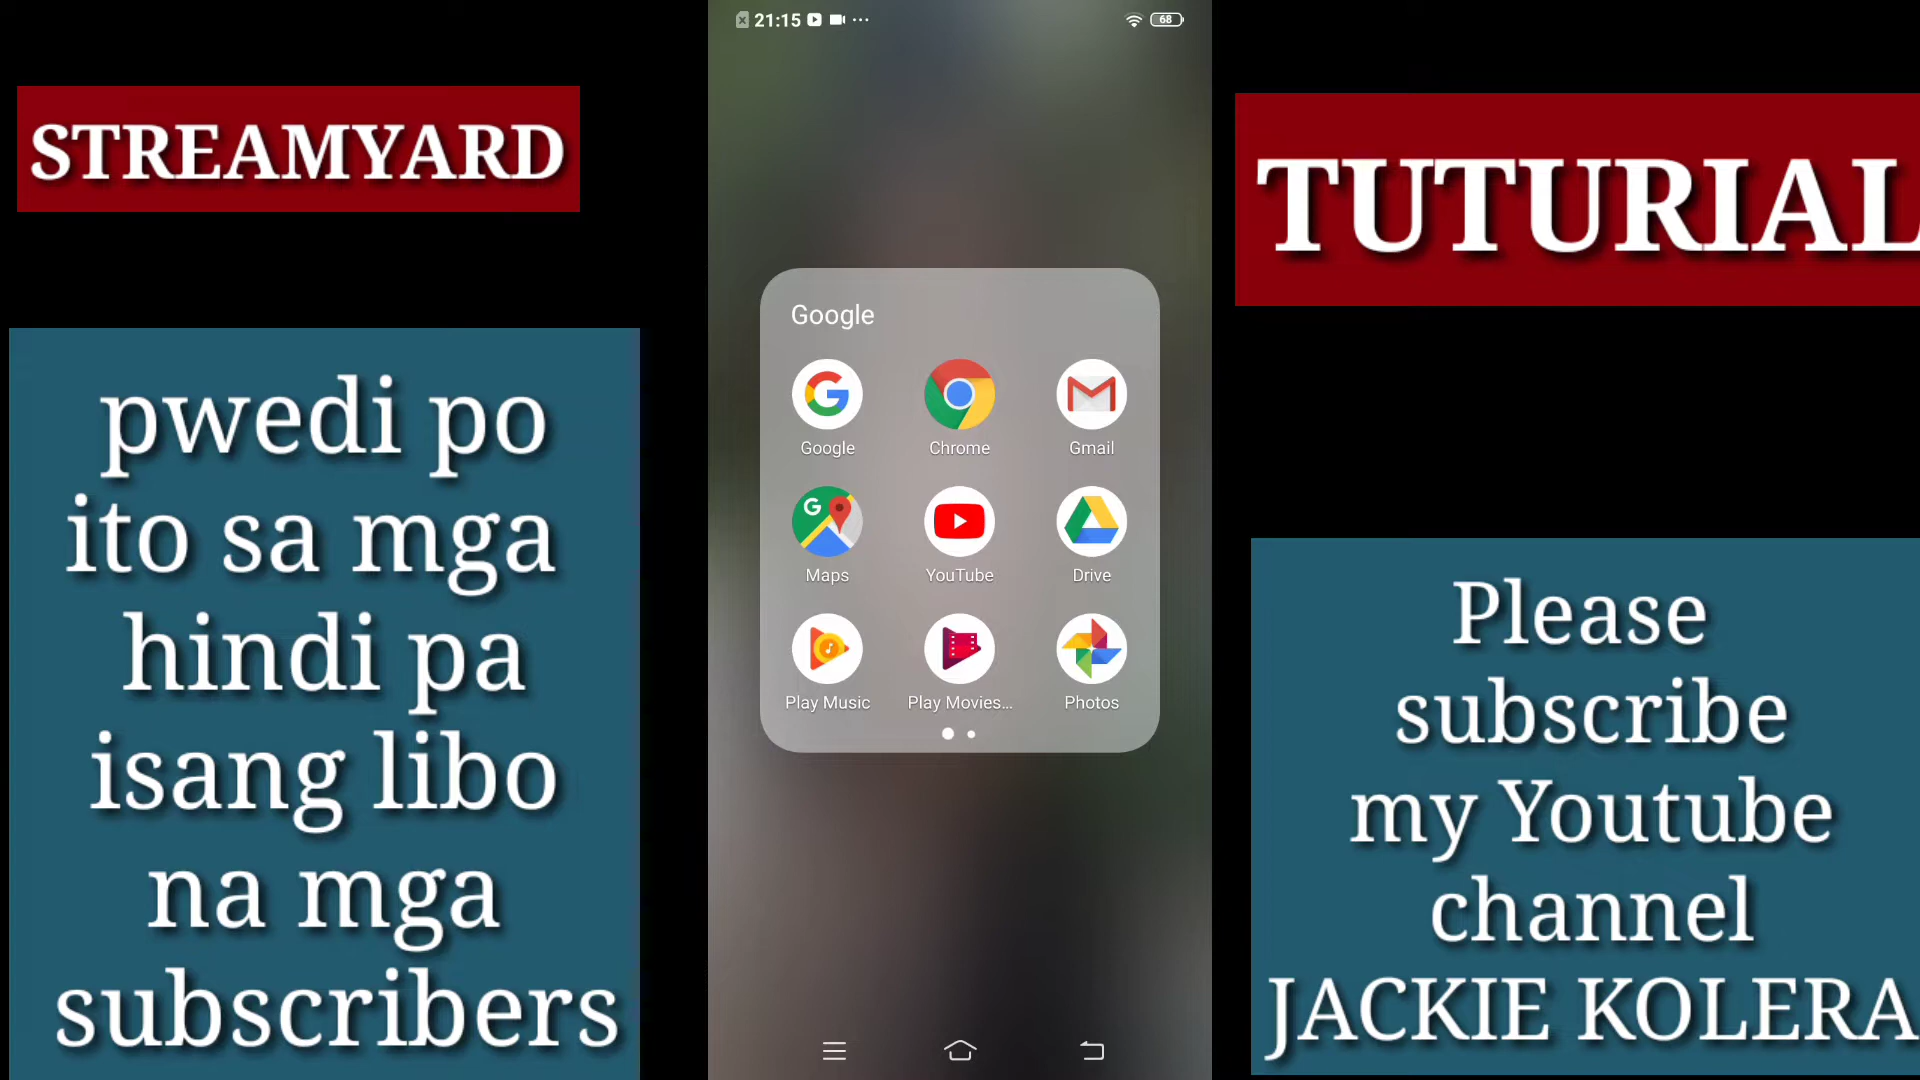 STREAMYARD
pwedi po
ito sa mga
hindi pa
isang libo
na mga
subscribers
21:15
68
Google
Google Chrome Gmail
Maps YouTube Drive
Play Music Play Movies... Photos
TUTURIAL
Please
subscribe
my Youtube
channel
JACKIE KOLERA